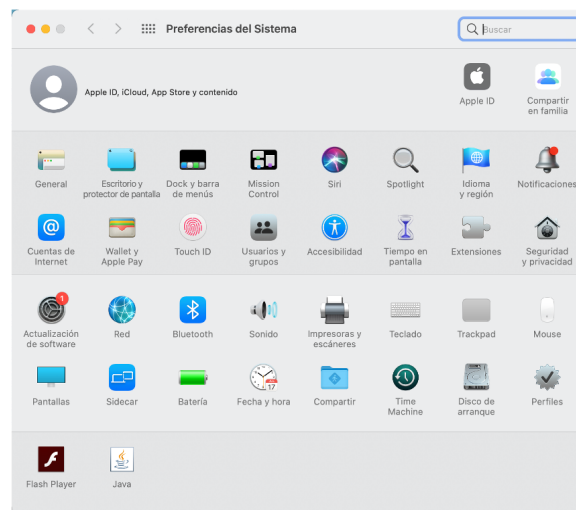 Preferencias del Sistema
Buscar
Apple ID, iCloud, App Store y contenido
Apple ID
Compartir
en familia
General
Escritorio y
protector de pantalla
Dock y barra
de menús
Mission
Control
Siri
Spotlight
Idioma
y región
Notificaciones
Cuentas de
Internet
Wallet y
Apple Pay
Touch ID
Usuarios y
grupos
Accesibilidad
Tiempo en
pantalla
Extensiones
Seguridad
y privacidad
1
Actualización
de software
Red
Bluetooth
Sonido
Impresoras y
escáneres
Teclado
Trackpad
Mouse
Pantallas
Sidecar
Batería
17
Fecha y hora
Compartir
Time
Machine
Disco de
arranque
Perfiles
Flash Player
Java